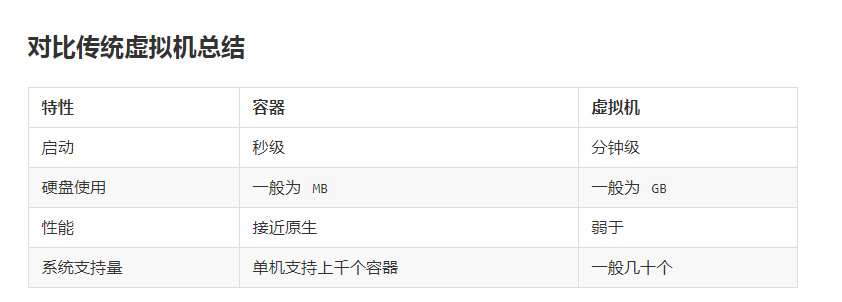 对比传统虚拟机总结
特性 容器 虚拟机
启动 秒级 分钟级
硬盘使用 一般为 MB 一般为 GB
性能 接近原生 弱于
系统支持量 单机支持上千个容器 一般几十个